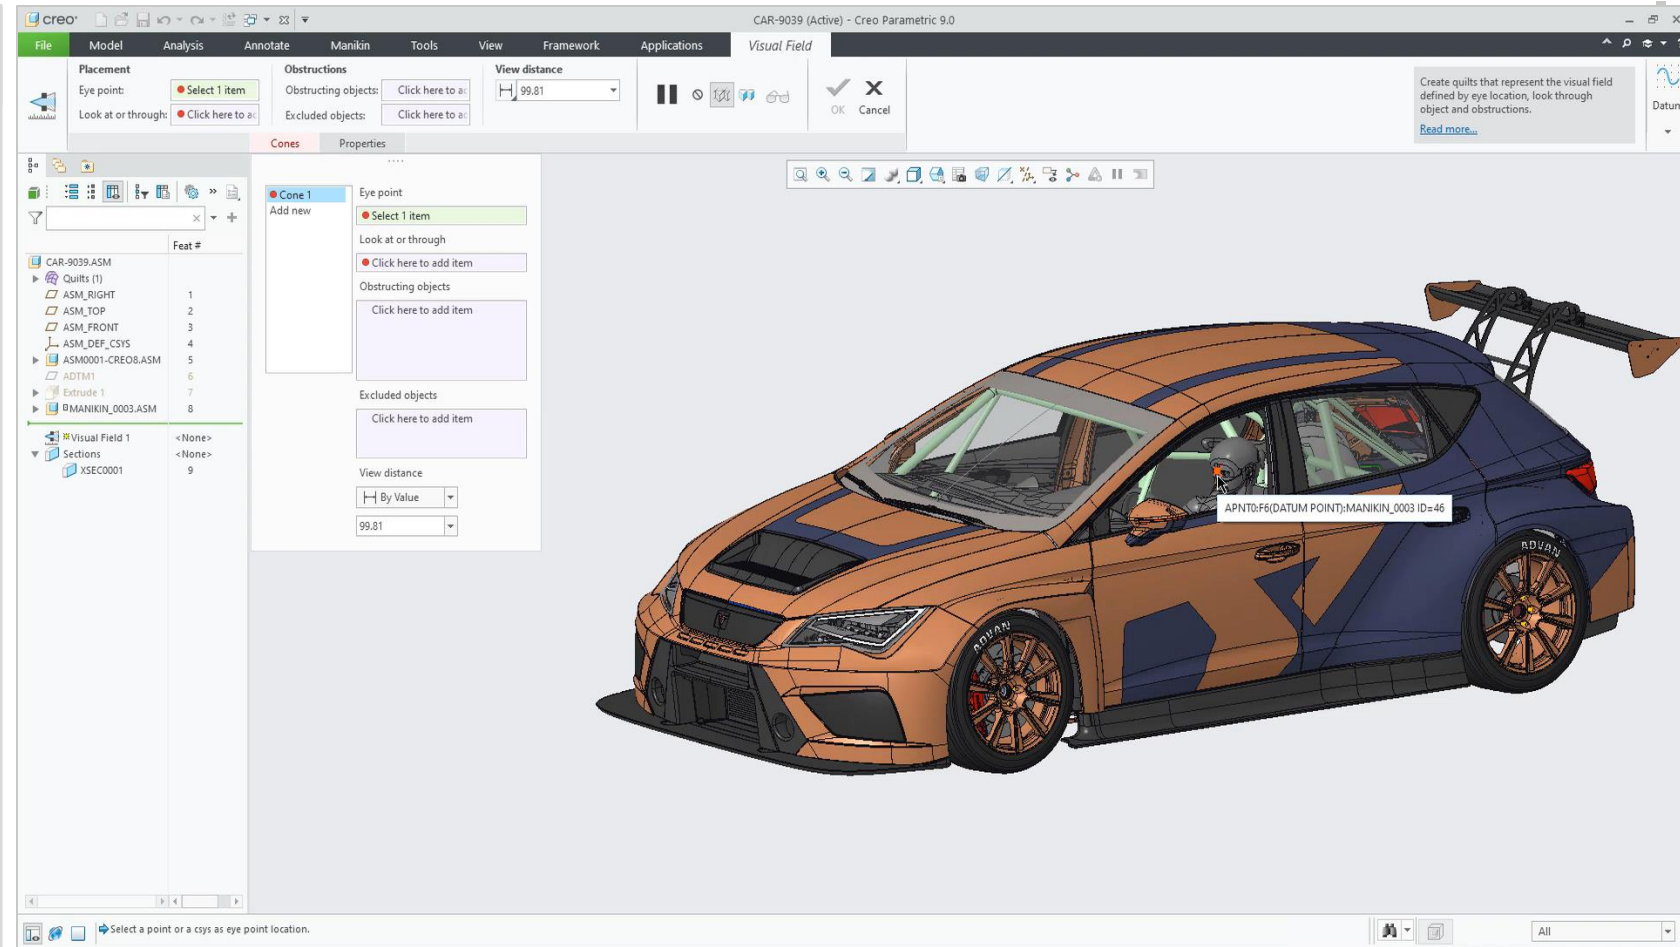 creo
CAR-9039 (Active) - Creo Parametric 9.0
File Model Analysis Annotate Manikin Tools View Framework Applications Visual Field
Placement
Eye point: Select 1 item
Look at or through: Click here to ac
Obstructions
Obstructing objects: Click here to ac
Excluded objects: Click here to ac
View distance
99.81
OK Cancel
Create quilts that represent the visual field
defined by eye location, look through
object and obstructions.
Read more...
Datum
Cones Properties
Feat #
CAR-9039.ASM
Quilts (1)
ASM_RIGHT 1
ASM_TOP 2
ASM_FRONT 3
ASM_DEF_CSYS 4
ASM0001-CREO8.ASM 5
ADTM1 6
Extrude 1 7
MANIKIN_0003.ASM 8
Visual Field 1 <None>
Sections <None>
XSEC0001 9
Cone 1
Add new
Eye point
Select 1 item
Look at or through
Click here to add item
Obstructing objects
Click here to add item
Excluded objects
Click here to add item
View distance
By Value
99.81
APNT0:F6(DATUM POINT):MANIKIN_0003 ID=46
ADVAN
ADVAN
Select a point or a csys as eye point location.
All